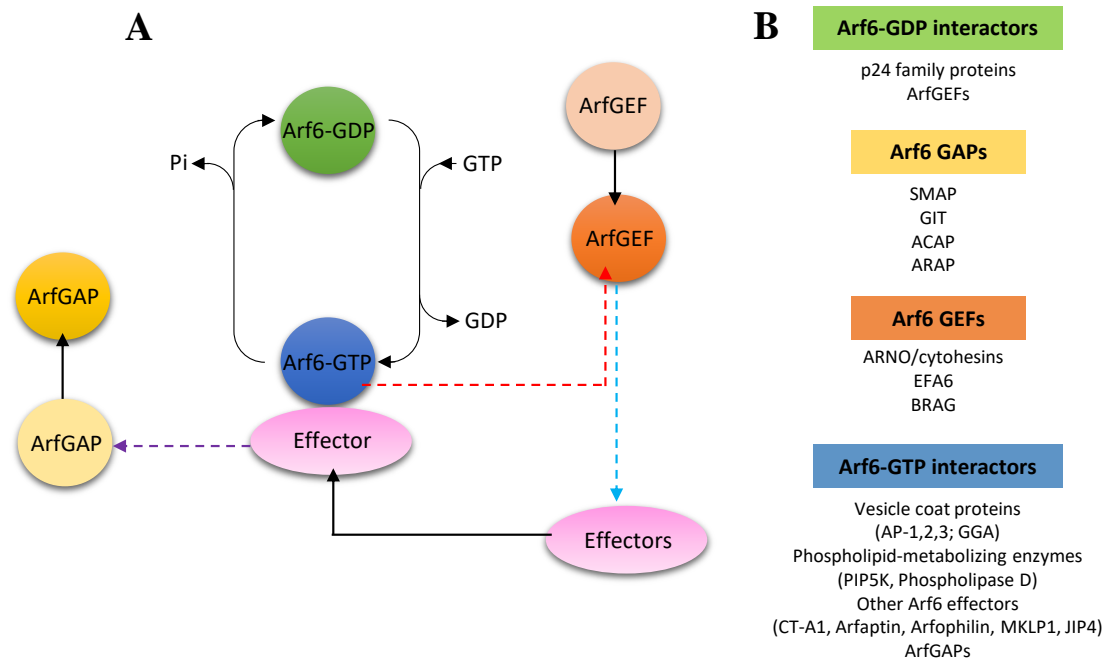 A
Arf6-GDP
Pi
GTP
GDP
Arf6-GTP
Effector
ArfGAP
ArfGAP
ArfGEF
ArfGEF
Effectors
B
Arf6-GDP interactors
p24 family proteins
ArfGEFs
Arf6 GAPs
SMAP
GIT
ACAP
ARAP
Arf6 GEFs
ARNO/cytohesins
EFA6
BRAG
Arf6-GTP interactors
Vesicle coat proteins
(AP-1,2,3; GGA)
Phospholipid-metabolizing enzymes
(PIP5K, Phospholipase D)
Other Arf6 effectors
(CT-A1, Arfaptin, Arfophilin, MKLP1, JIP4)
ArfGAPs